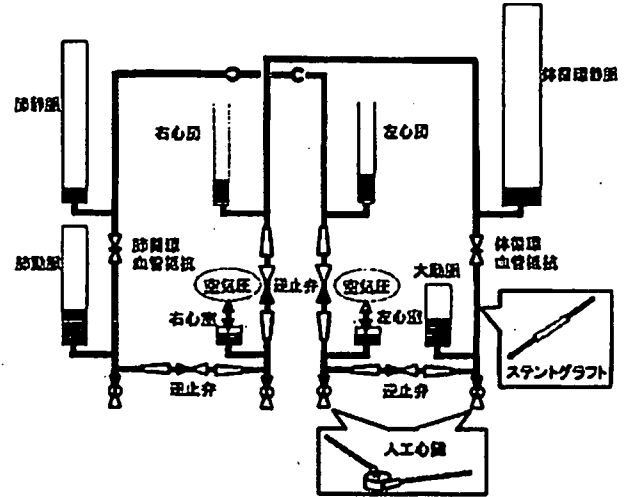 肺静脈
体循環静脈
右心房
左心房
肺循環
血管抵抗
体循環
血管抵抗
肺動脈
空気圧
逆止弁
空気圧
大動脈
右心室
左心室
ステントグラフト
逆止弁
逆止弁
人工心臓